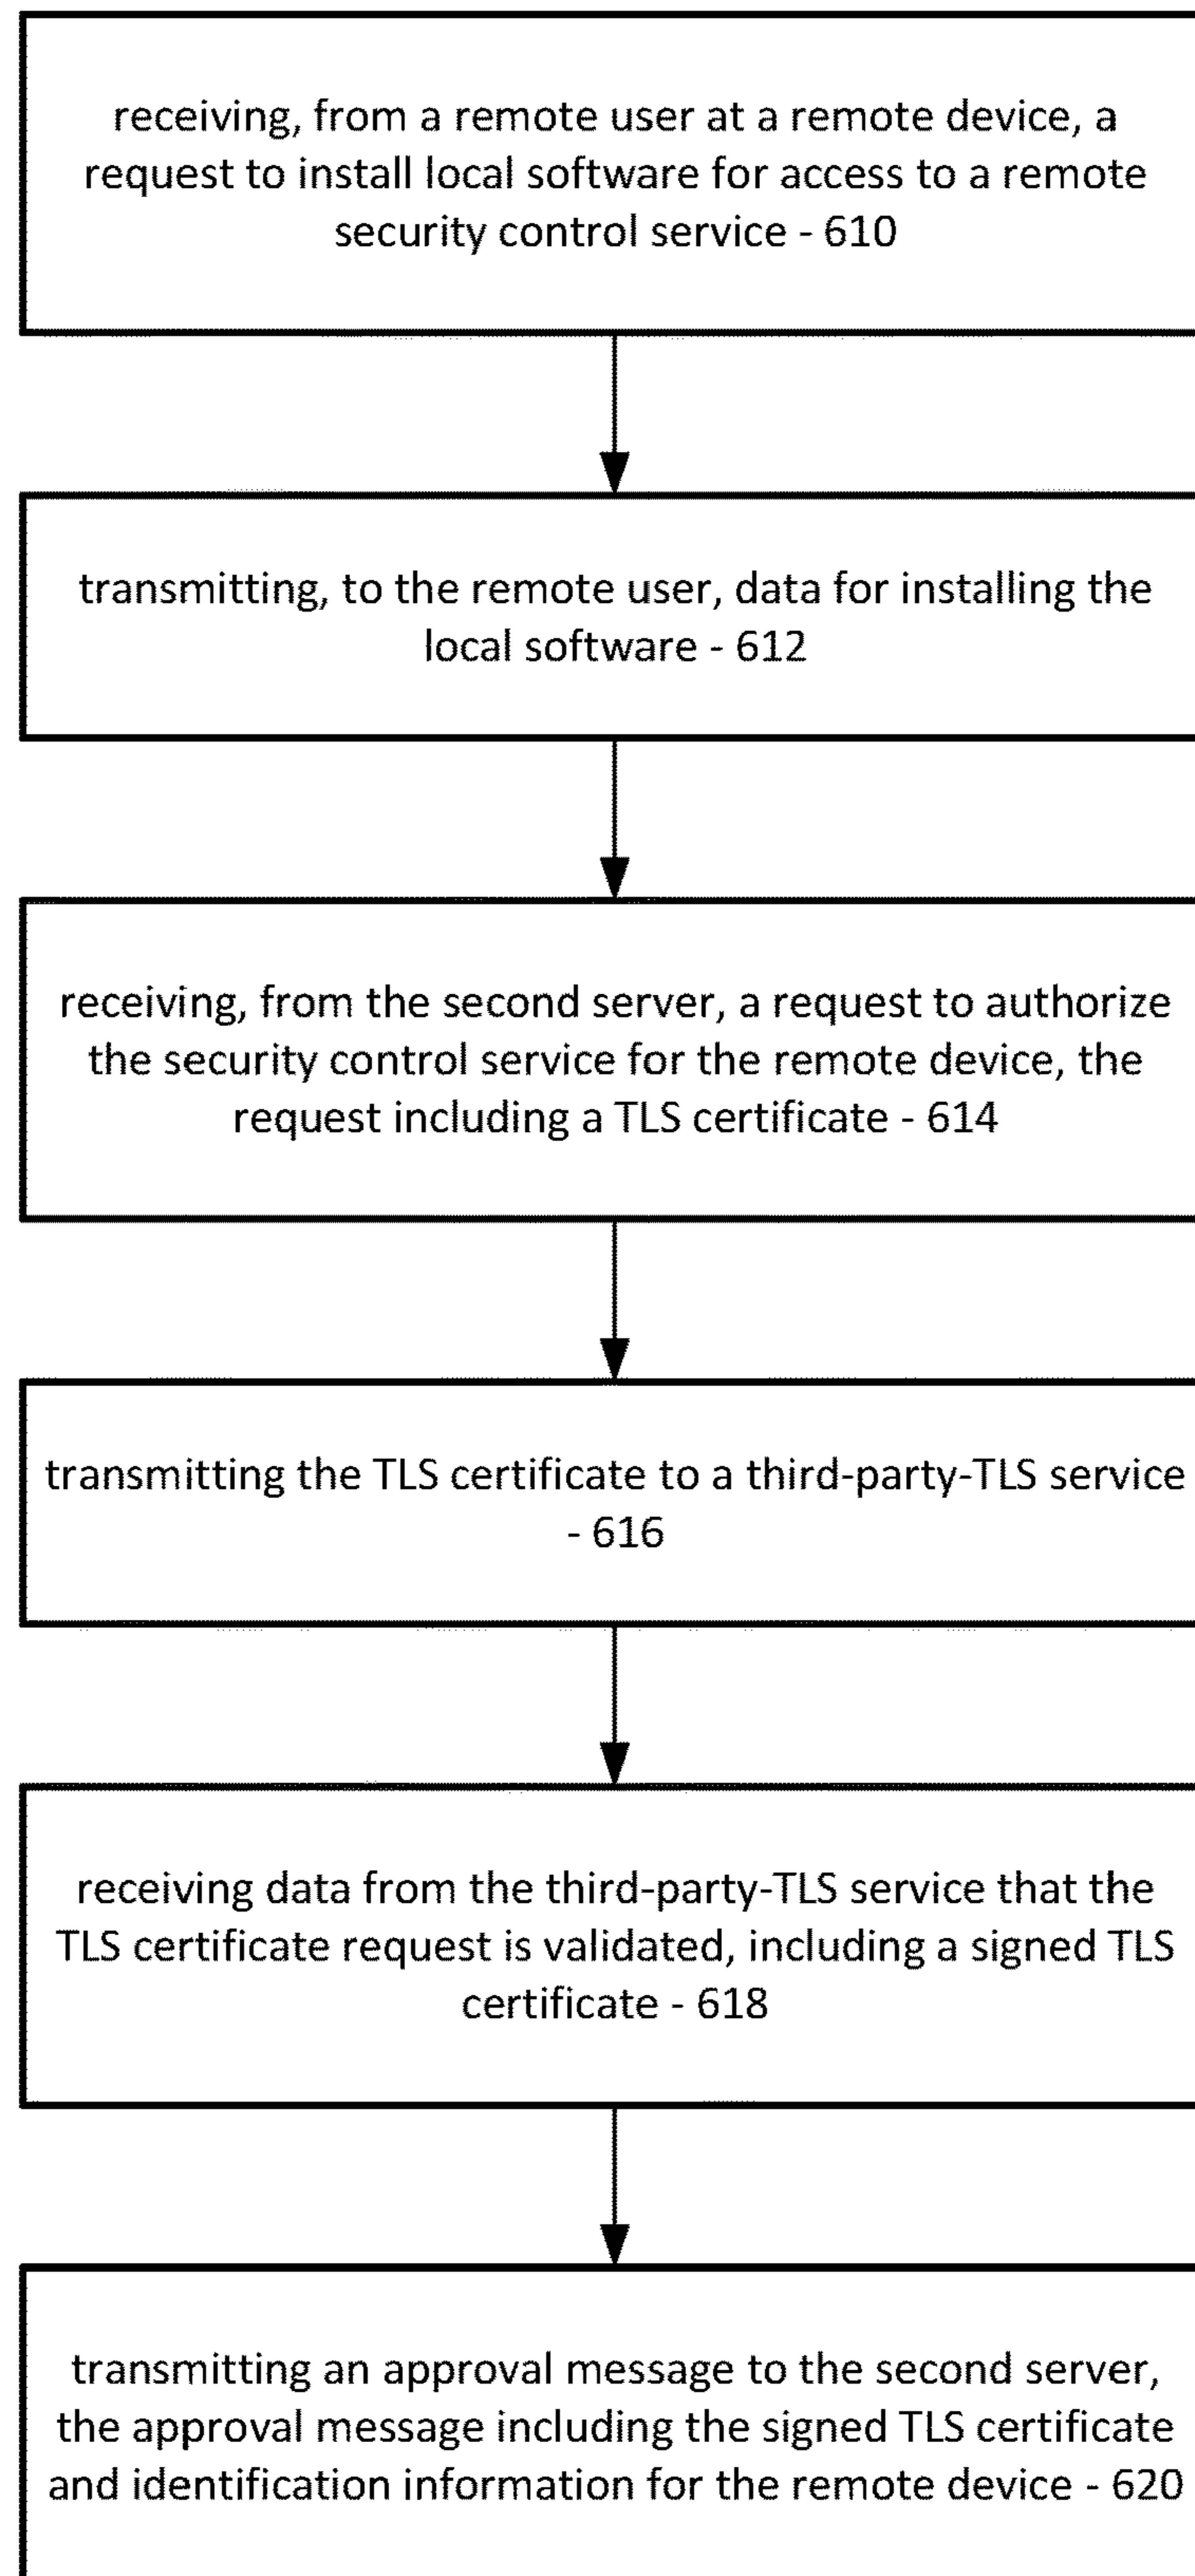 receiving, from a remote user at a remote device, a
request to install local software for access to a remote
security control service - 610
transmitting, to the remote user, data for installing the
local software - 612
receiving, from the second server, a request to authorize
the security control service for the remote device, the
request including a TLS certificate - 614
transmitting the TLS certificate to a third-party-TLS service
- 616
receiving data from the third-party-TLS service that the
TLS certificate request is validated, including a signed TLS
certificate - 618
transmitting an approval message to the second server,
the approval message including the signed TLS certificate
and identification information for the remote device - 620